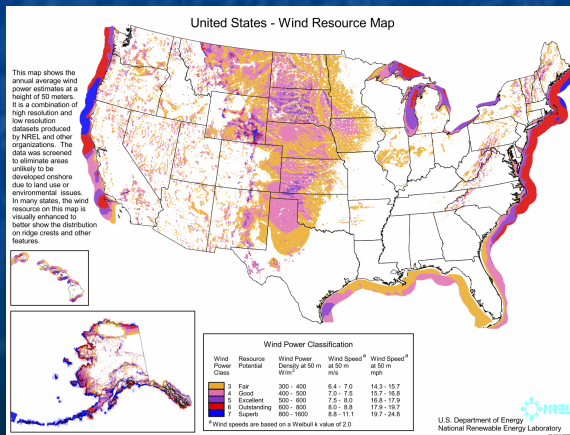 United States - Wind Resource Map
This map shows the
annual average wind
power estimates at a
height of 50 meters.
It is a combination of
high resolution and
low resolution
datasets produced
by NREL and other
organizations. The
data was screened
to eliminate areas
unlikely to be
developed onshore
due to land use or
environmental issues.
In many states, the wind
resource on this map is
visually enhanced to
better show the distribution
on ridge crests and other
features.
Wind Power Classification
Wind Resource Wind Power Wind Speed a Wind Speed a
Power Potential Density at 50 m at 50 m at 50 m
Class W/m² m/s mph
3 Fair 300 - 400 6.4 - 7.0 14.3 - 15.7
4 Good 400 - 500 7.0 - 7.5 15.7 - 16.8
5 Excellent 500 - 600 7.5 - 8.0 16.8 - 17.9
6 Outstanding 600 - 800 8.0 - 8.8 17.9 - 19.7
7 Superb 800 - 1600 8.8 - 11.1 19.7 - 24.8
a Wind speeds are based on a Weibull k value of 2.0
NREL
U.S. Department of Energy
National Renewable Energy Laboratory